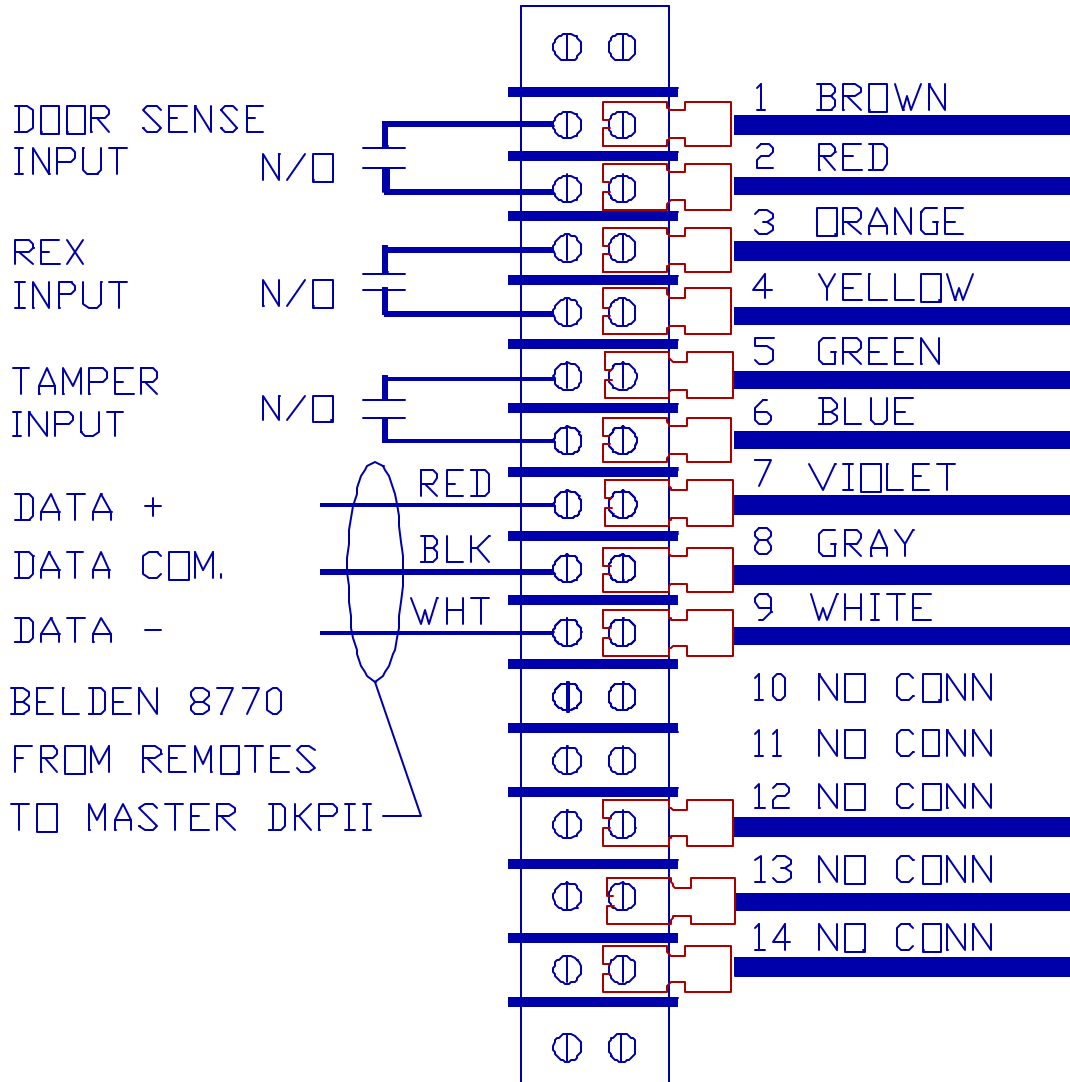 DOOR SENSE
INPUT
N/O
REX
INPUT
N/O
TAMPER
INPUT
N/O
DATA +
RED
DATA COM.
BLK
DATA -
WHT
BELDEN 8770
FROM REMOTES
TO MASTER DKPII
1 BROWN
2 RED
3 ORANGE
4 YELLOW
5 GREEN
6 BLUE
7 VIOLET
8 GRAY
9 WHITE
10 NO CONN
11 NO CONN
12 NO CONN
13 NO CONN
14 NO CONN